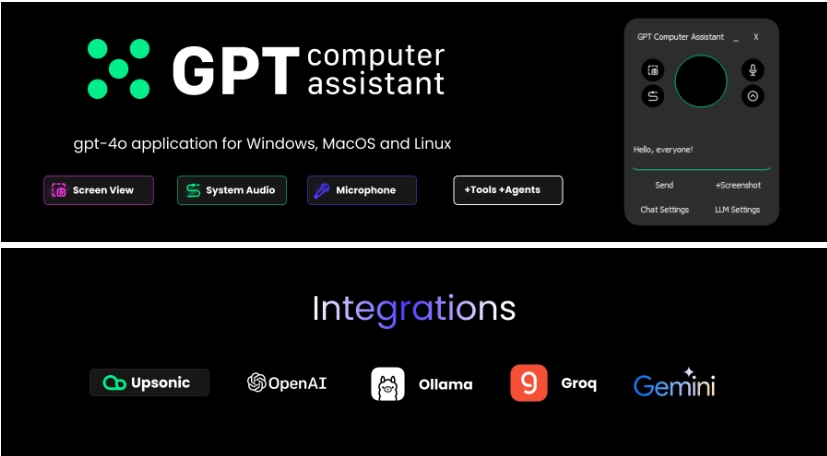 GPT computer assistant
gpt-4o application for Windows, MacOS and Linux
Screen View
System Audio
Microphone
+Tools +Agents
GPT Computer Assistant _ X
Hello, everyone!
Send +Screenshot
Chat Settings LLM Settings
Integrations
Upsonic OpenAI Ollama Groq Gemini